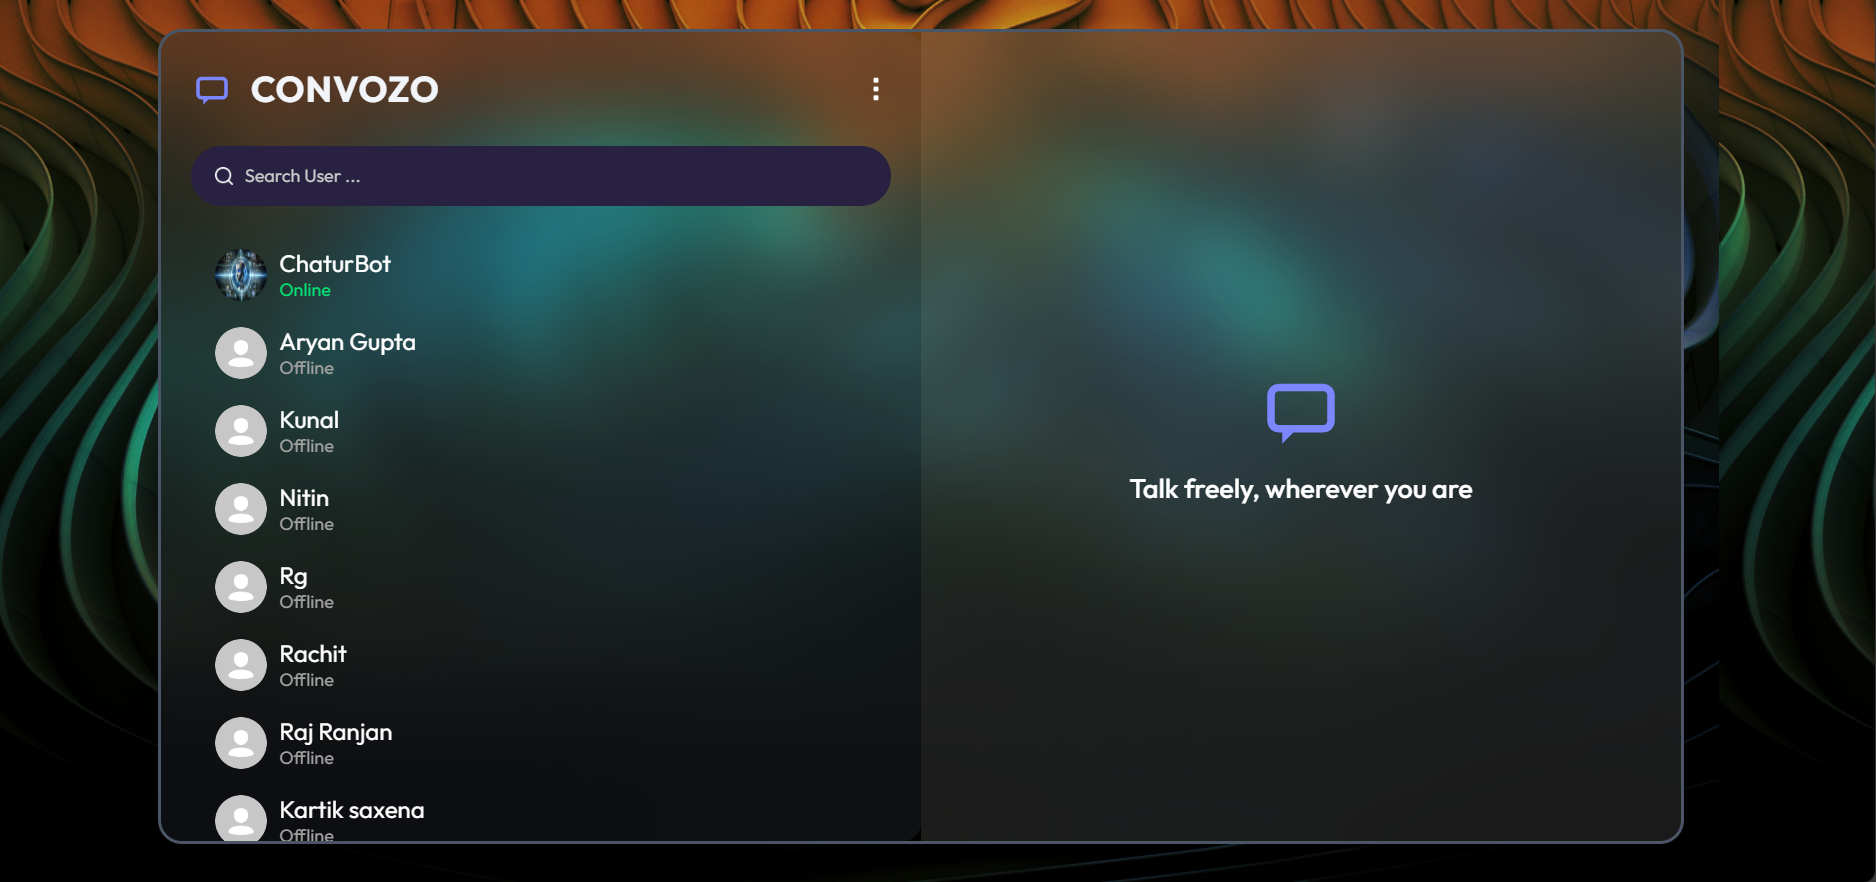 CONVOZO
Search User ...
ChaturBot
Online
Aryan Gupta
Offline
Kunal
Offline
Nitin
Offline
Rg
Offline
Rachit
Offline
Raj Ranjan
Offline
Kartik saxena
Offline
Talk freely, wherever you are